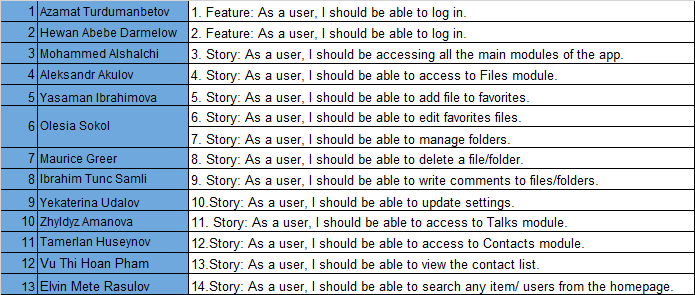 1 Azamat Turdumanbetov 1. Feature: As a user, I should be able to log in.
2 Hewan Abebe Darmelow 2. Feature: As a user, I should be able to log in.
3 Mohammed Alshalchi 3. Story: As a user, I should be accessing all the main modules of the app.
4 Aleksandr Akulov 4. Story: As a user, I should be able to access to Files module.
5 Yasaman Ibrahimova 5. Story: As a user, I should be able to add file to favorites.
6 Olesia Sokol 6. Story: As a user, I should be able to edit favorites files.
7. Story: As a user, I should be able to manage folders.
7 Maurice Greer 8. Story: As a user, I should be able to delete a file/folder.
8 Ibrahim Tunc Samli 9. Story: As a user, I should be able to write comments to files/folders.
9 Yekaterina Udalov 10.Story: As a user, I should be able to update settings.
10 Zhyldyz Amanova 11. Story: As a user, I should be able to access to Talks module.
11 Tamerlan Huseynov 12.Story: As a user, I should be able to access to Contacts module.
12 Vu Thi Hoan Pham 13.Story: As a user, I should be able to view the contact list.
13 Elvin Mete Rasulov 14.Story: As a user, I should be able to search any item/ users from the homepage.